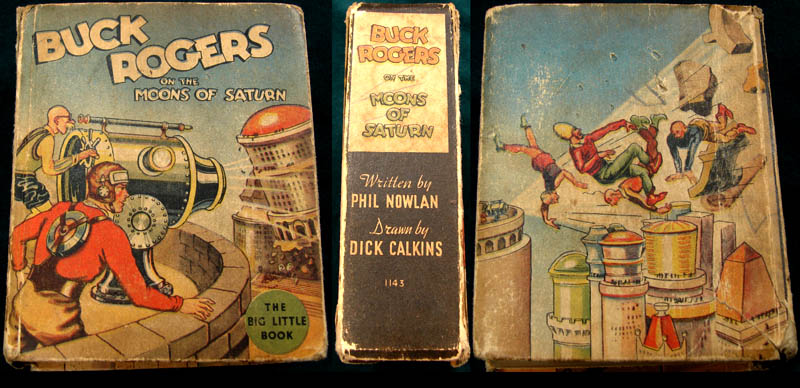 BUCK
ROGERS
ON THE
MOONS OF SATURN
THE
BIG LITTLE
BOOK
BUCK
ROGERS
ON THE
MOONS
OF
SATURN
Written by
PHIL NOWLAN
Drawn by
DICK CALKINS
1143